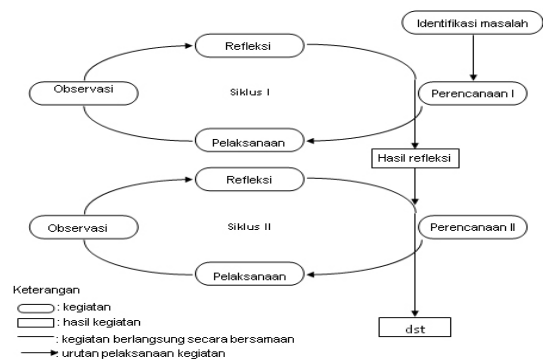 Identifikasi masalah
Refleksi
Observasi
Siklus I
Perencanaan I
Pelaksanaan
Hasil refleksi
Refleksi
Observasi
Siklus II
Perencanaan II
Pelaksanaan
Keterangan
: kegiatan
: hasil kegiatan
: kegiatan berlangsung secara bersamaan
: urutan pelaksanaan kegiatan
dst